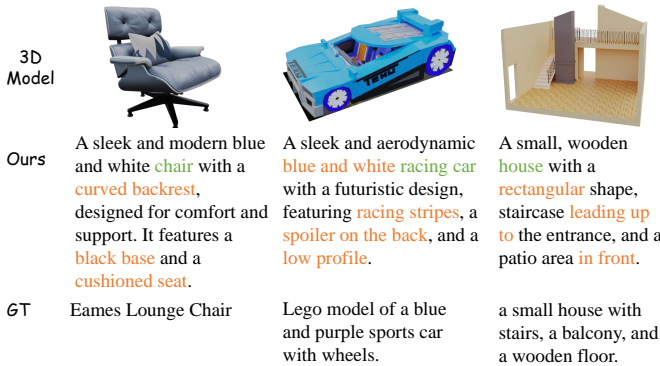 3D
Model
TEHU
Ours
A sleek and modern blue
and white chair with a
curved backrest,
designed for comfort and
support. It features a
black base and a
cushioned seat.
A sleek and aerodynamic
blue and white racing car
with a futuristic design,
featuring racing stripes, a
spoiler on the back, and a
low profile.
A small, wooden
house with a
rectangular shape,
staircase leading up
to the entrance, and a
patio area in front.
GT
Eames Lounge Chair
Lego model of a blue
and purple sports car
with wheels.
a small house with
stairs, a balcony, and
a wooden floor.